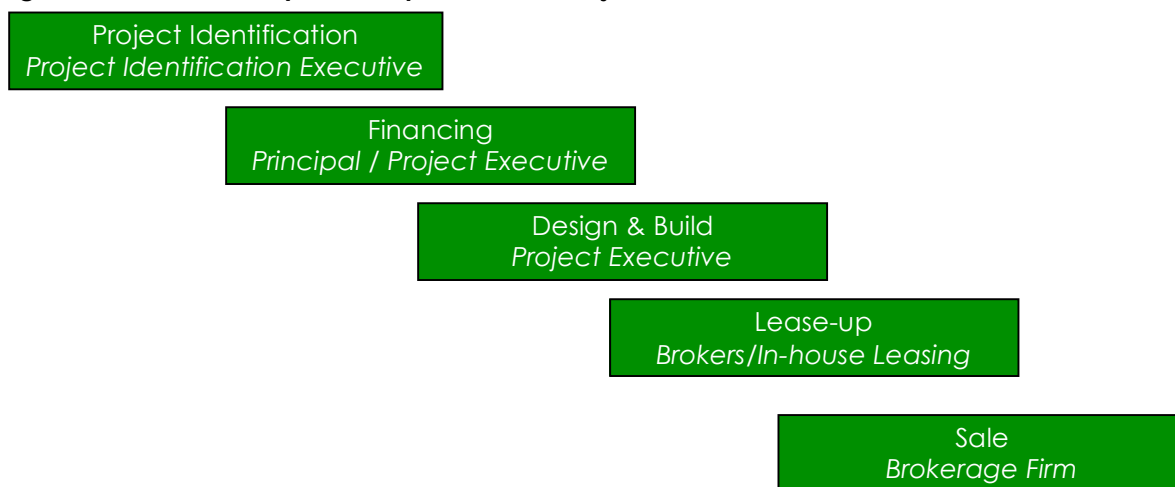 Project Identification
Project Identification Executive
Financing
Principal / Project Executive
Design & Build
Project Executive
Lease-up
Brokers/In-house Leasing
Sale
Brokerage Firm